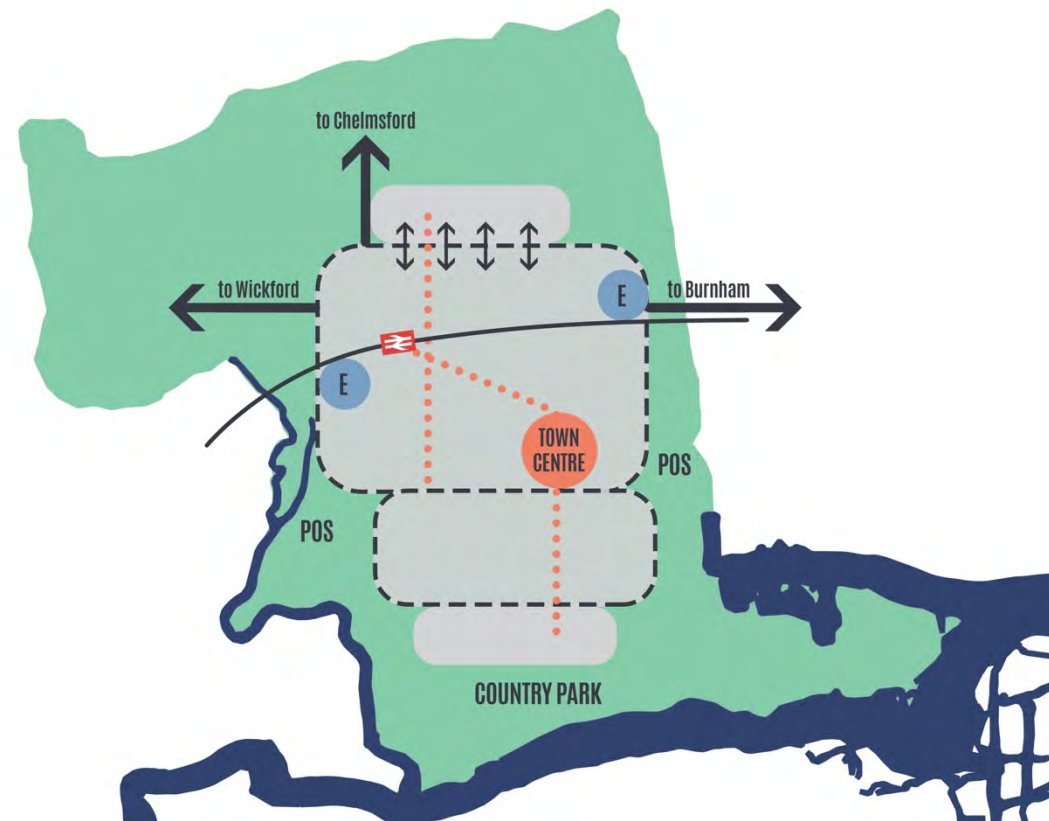 to Chelmsford
to Wickford
E
to Burnham
E
TOWN
CENTRE
POS
POS
COUNTRY PARK